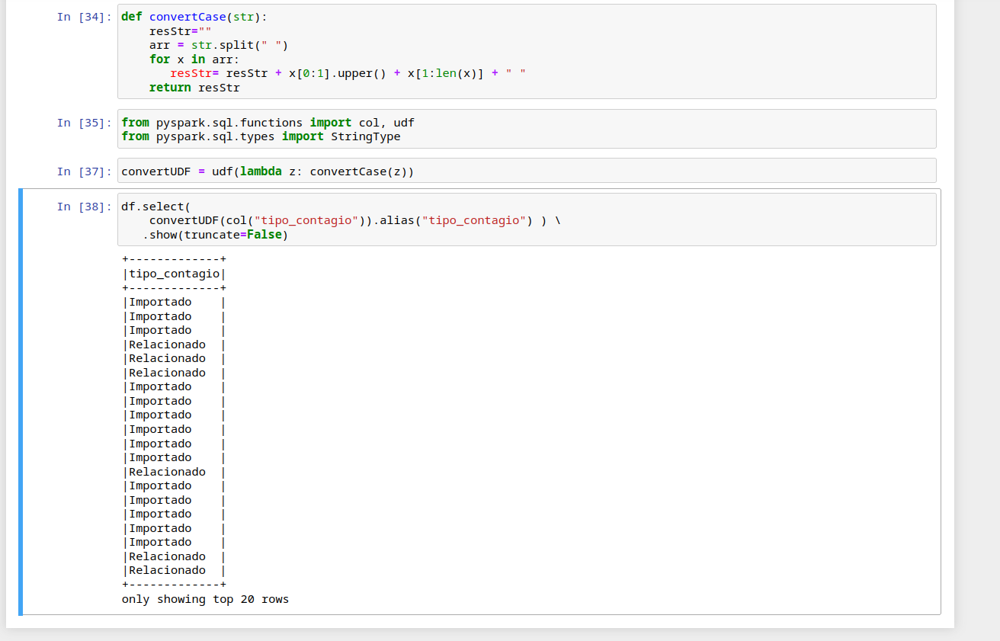 In [34]: def convertCase(str):
    resStr=""
    arr = str.split(" ")
    for x in arr:
       resStr= resStr + x[0:1].upper() + x[1:len(x)] + " "
    return resStr
In [35]: from pyspark.sql.functions import col, udf
from pyspark.sql.types import StringType
In [37]: convertUDF = udf(lambda z: convertCase(z))
In [38]: df.select(
    convertUDF(col("tipo_contagio")).alias("tipo_contagio") ) \
   .show(truncate=False)
+-------------+
|tipo_contagio|
+-------------+
|Importado    |
|Importado    |
|Importado    |
|Relacionado  |
|Relacionado  |
|Relacionado  |
|Importado    |
|Importado    |
|Importado    |
|Importado    |
|Importado    |
|Importado    |
|Relacionado  |
|Importado    |
|Importado    |
|Importado    |
|Importado    |
|Importado    |
|Relacionado  |
|Relacionado  |
+-------------+
only showing top 20 rows